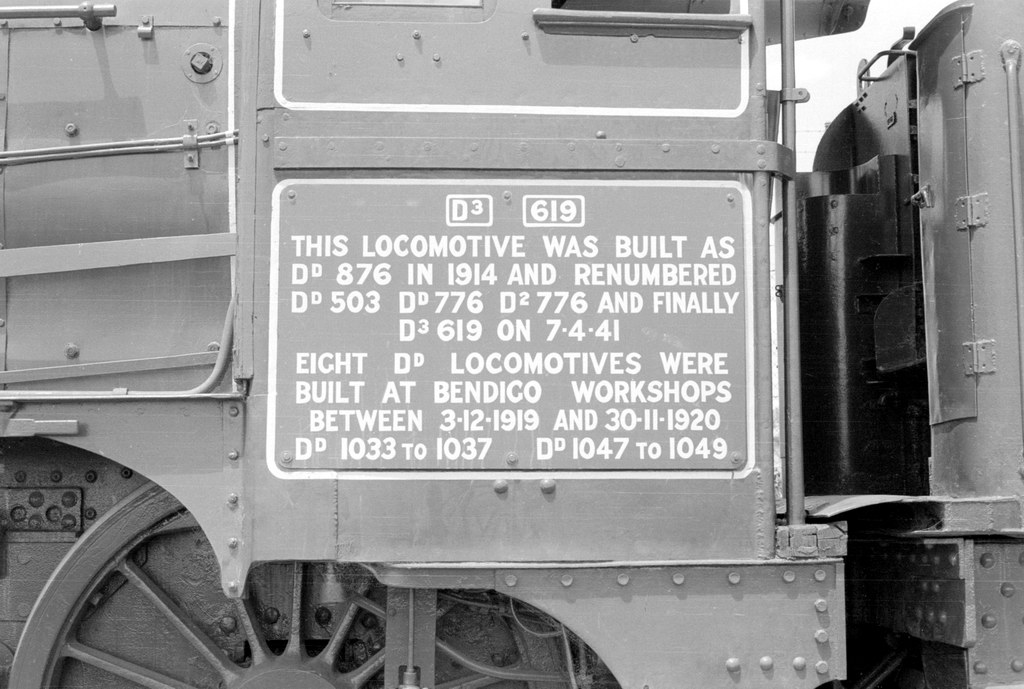 D³ 619
THIS LOCOMOTIVE WAS BUILT AS
Dᴰ 876 IN 1914 AND RENUMBERED
Dᴰ 503 Dᴰ 776 D² 776 AND FINALLY
D³ 619 ON 7·4·41
EIGHT Dᴰ LOCOMOTIVES WERE
BUILT AT BENDIGO WORKSHOPS
BETWEEN 3·12·1919 AND 30·11·1920
Dᴰ 1033 TO 1037 Dᴰ 1047 TO 1049